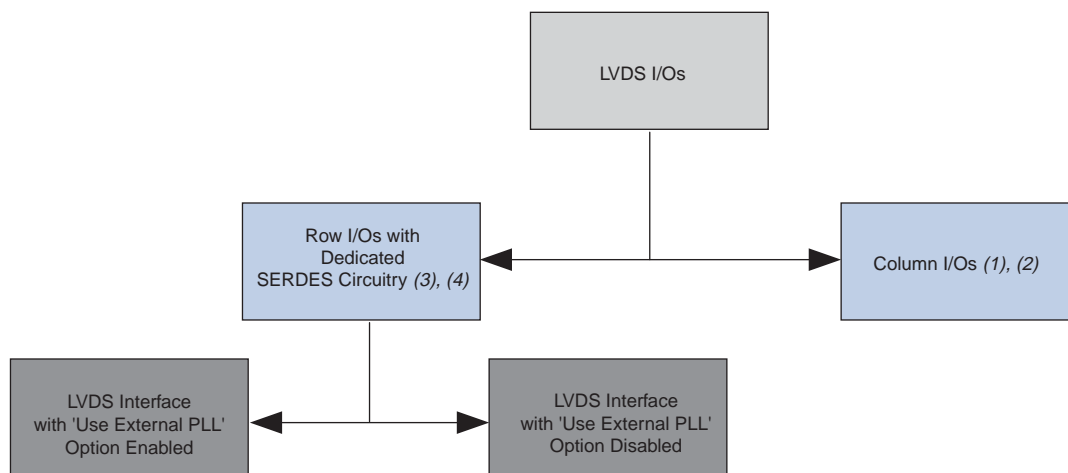 LVDS I/Os
Row I/Os with
Dedicated
SERDES Circuitry (3), (4)
Column I/Os (1), (2)
LVDS Interface
with 'Use External PLL'
Option Enabled
LVDS Interface
with 'Use External PLL'
Option Disabled